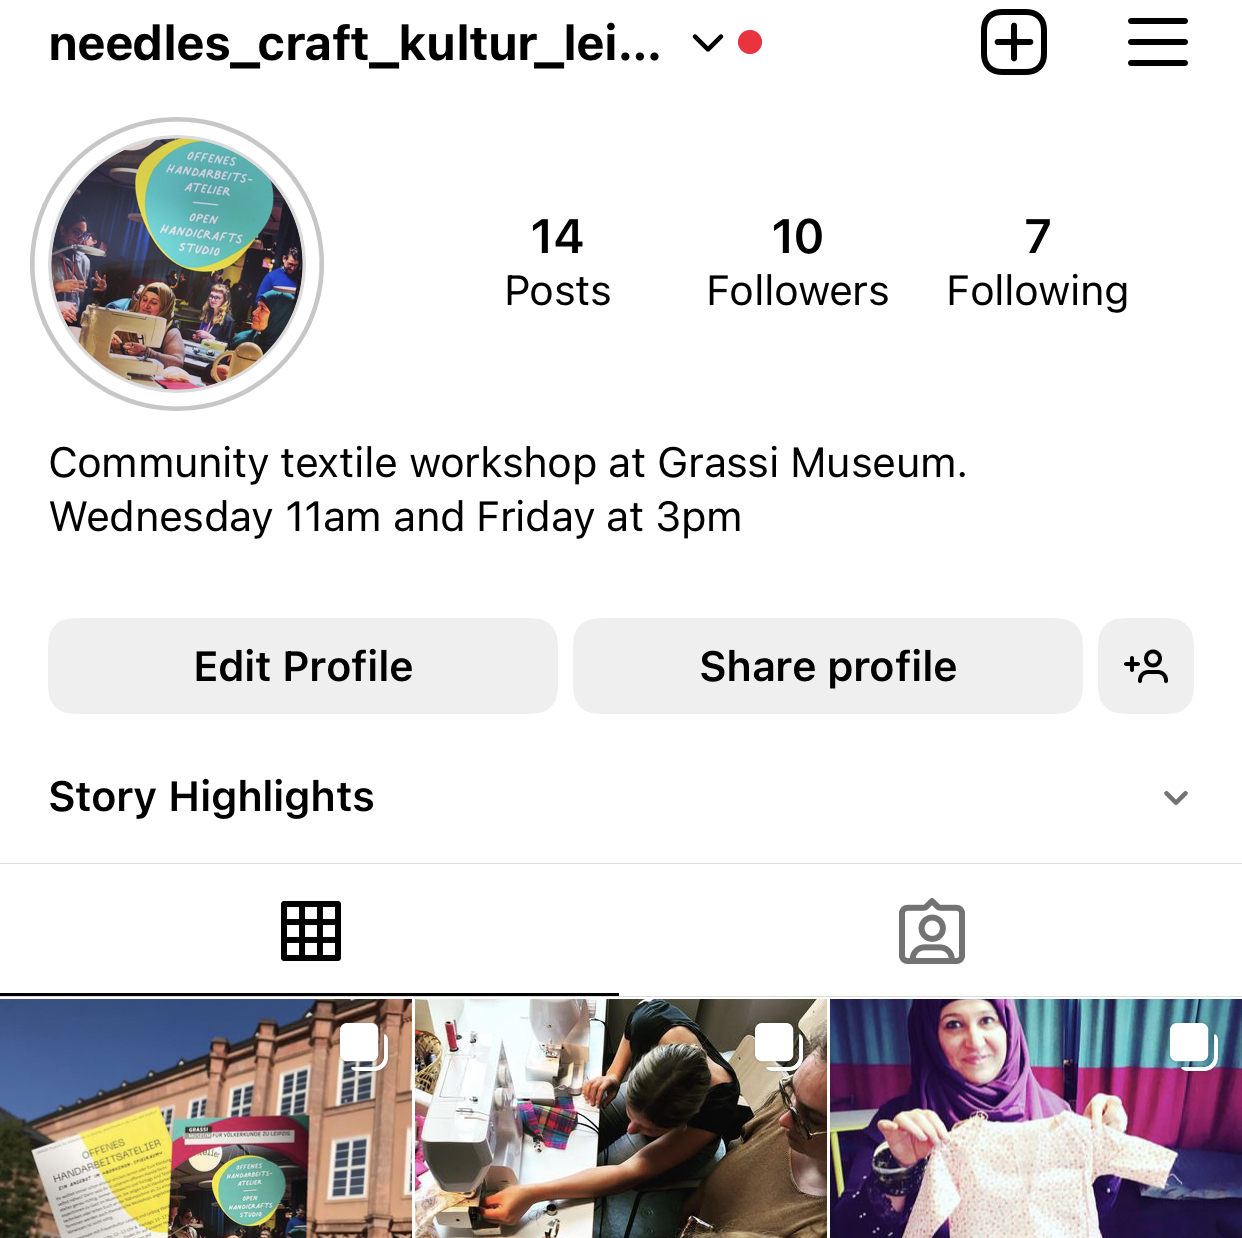 needles_craft_kultur_lei...
OFFENES
HANDARBEITS-
ATELIER
OPEN
HANDICRAFTS
STUDIO
14
Posts
10
Followers
7
Following
Community textile workshop at Grassi Museum.
Wednesday 11am and Friday at 3pm
Edit Profile
Share profile
Story Highlights
OFFENES
HANDARBEITSATELIER
GRASSI
MUSEUM FÜR VÖLKERKUNDE ZU LEIPZIG
OFFENES
HANDARBEITS-
ATELIER
OPEN
HANDICRAFTS
STUDIO